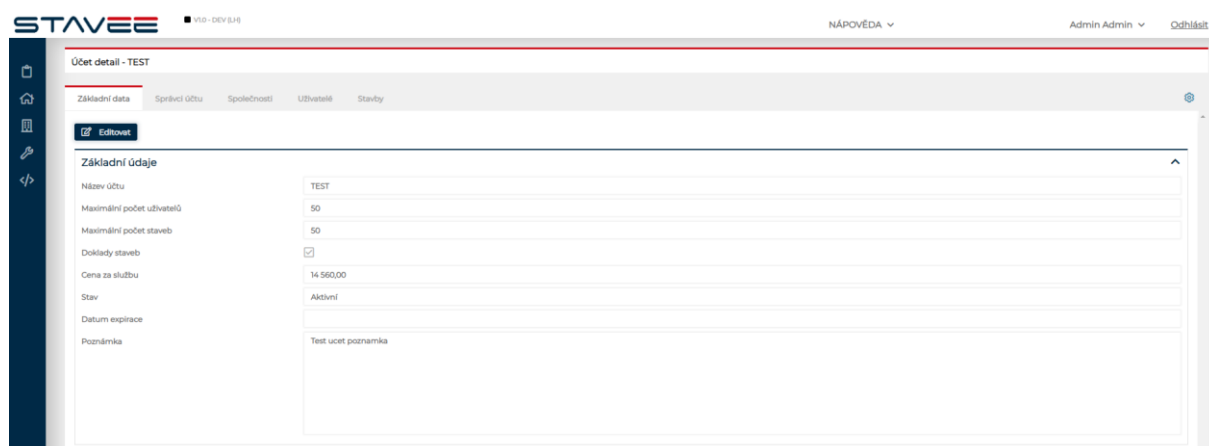 STAVEE
V1.0 - DEV (LH)
NÁPOVĚDA
Admin Admin
Odhlásit
Účet detail - TEST
Základní data Správci účtu Společnosti Uživatelé Stavby
Editovat
Základní údaje
Název účtu TEST
Maximální počet uživatelů 50
Maximální počet staveb 50
Doklady staveb
Cena za službu 14 560,00
Stav Aktivní
Datum expirace
Poznámka Test ucet poznamka